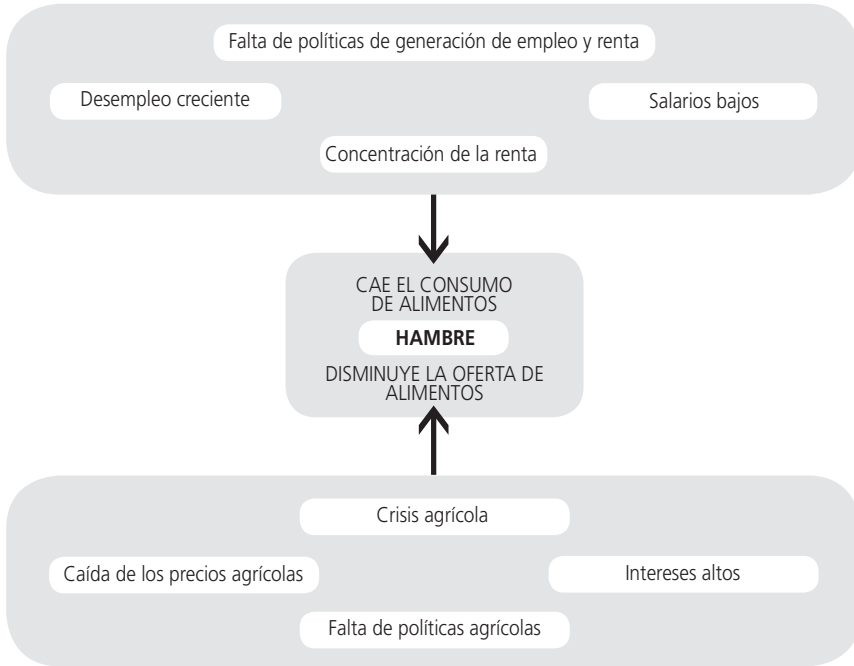 Falta de políticas de generación de empleo y renta
Desempleo creciente
Salarios bajos
Concentración de la renta
CAE EL CONSUMO
DE ALIMENTOS
HAMBRE
DISMINUYE LA OFERTA DE
ALIMENTOS
Crisis agrícola
Caída de los precios agrícolas
Intereses altos
Falta de políticas agrícolas